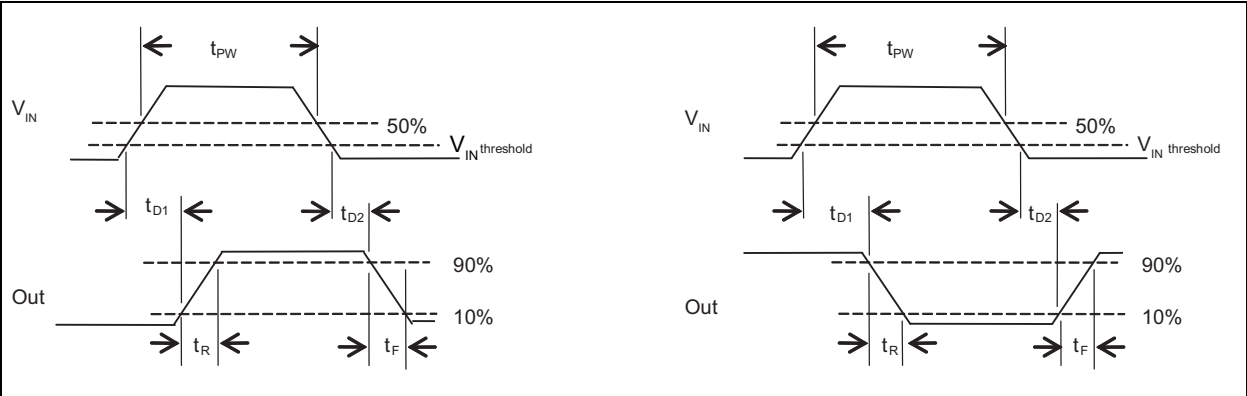 tPW
VIN
50%
VIN threshold
tD1
tD2
90%
Out
10%
tR
tF
tPW
VIN
50%
VIN threshold
tD1
tD2
90%
Out
10%
tR
tF